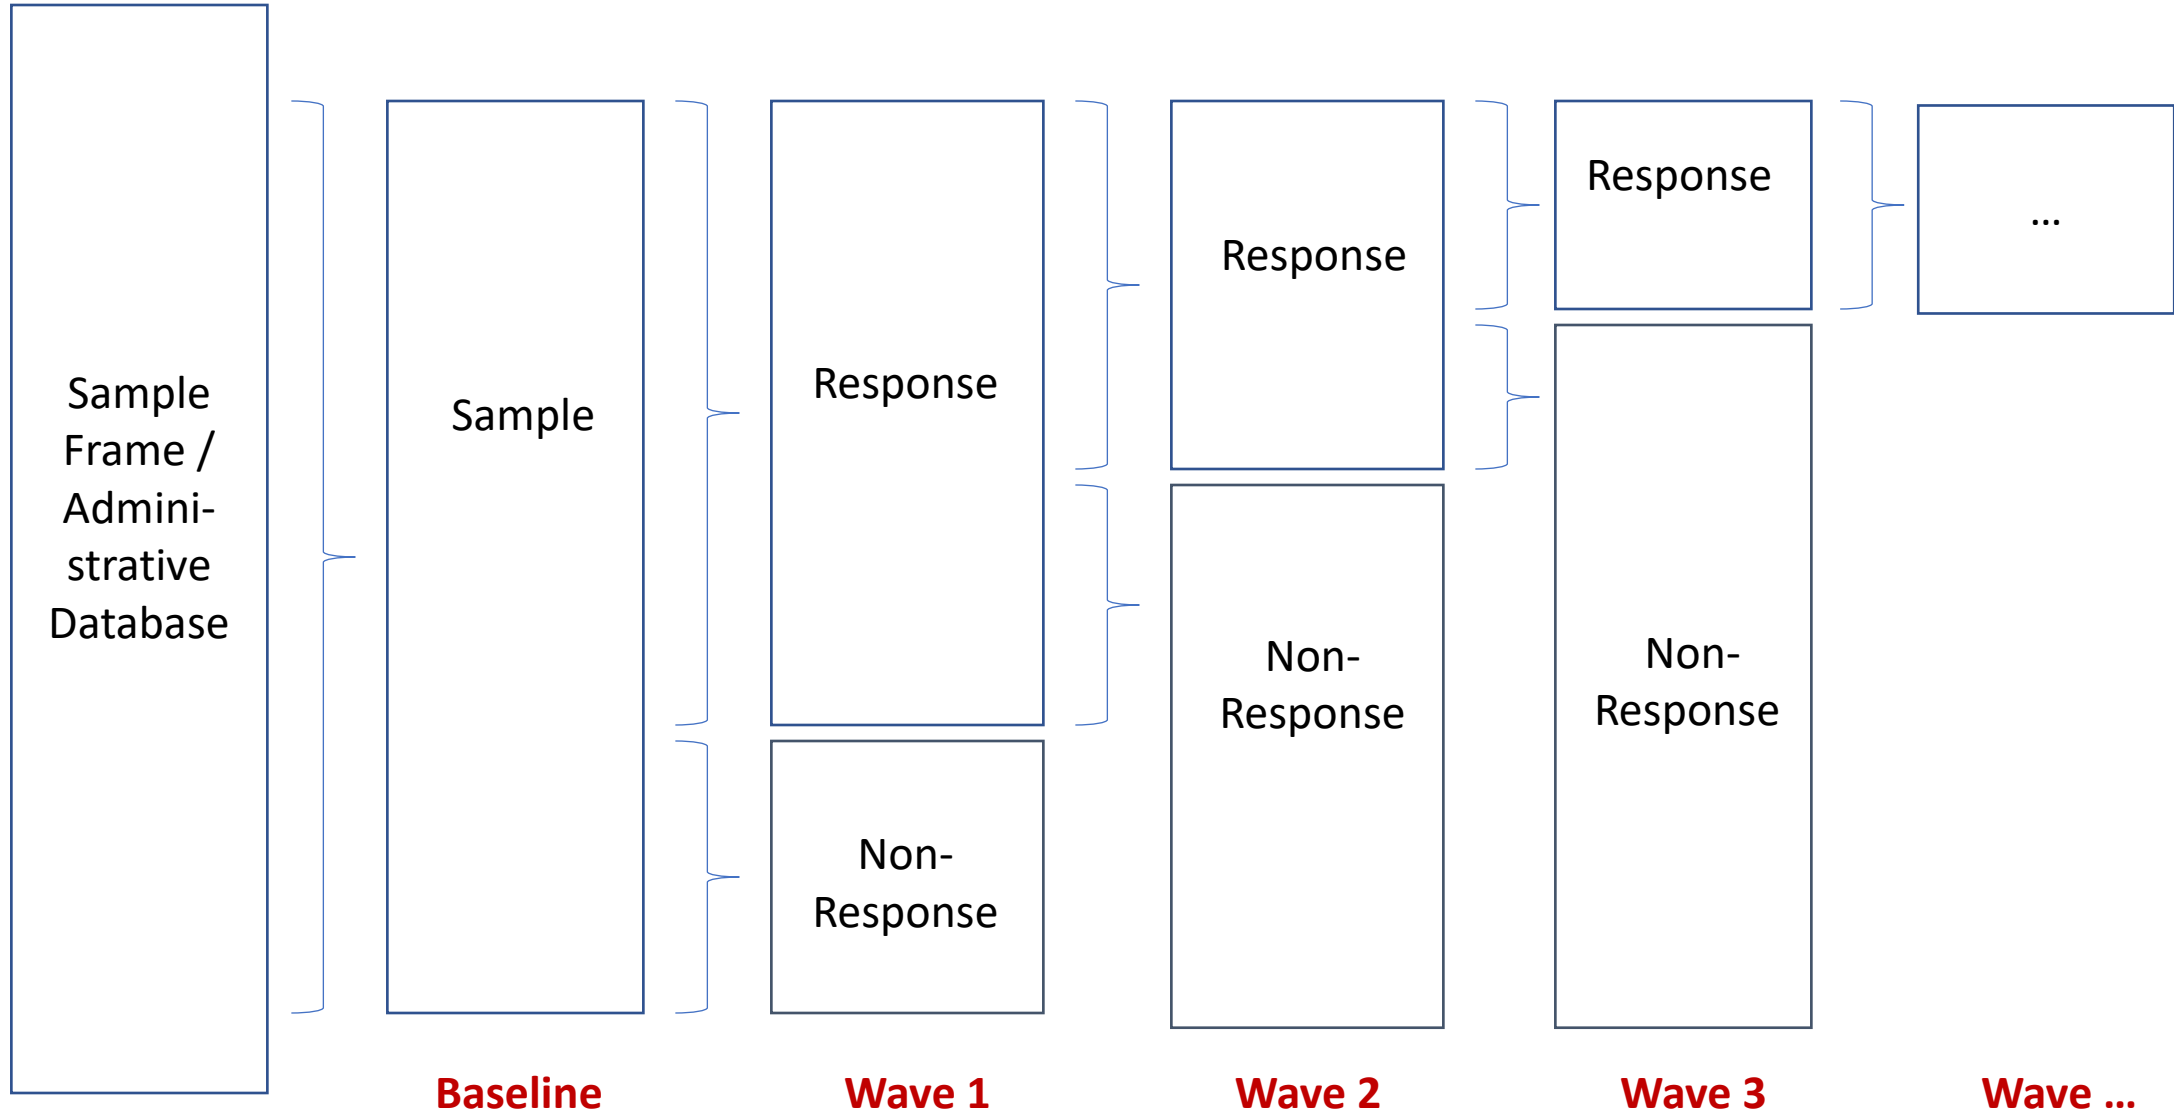 Sample
Frame /
Admini-
strative
Database
Sample
Response
Non-
Response
Response
Non-
Response
Response
Non-
Response
...
Baseline
Wave 1
Wave 2
Wave 3
Wave ...